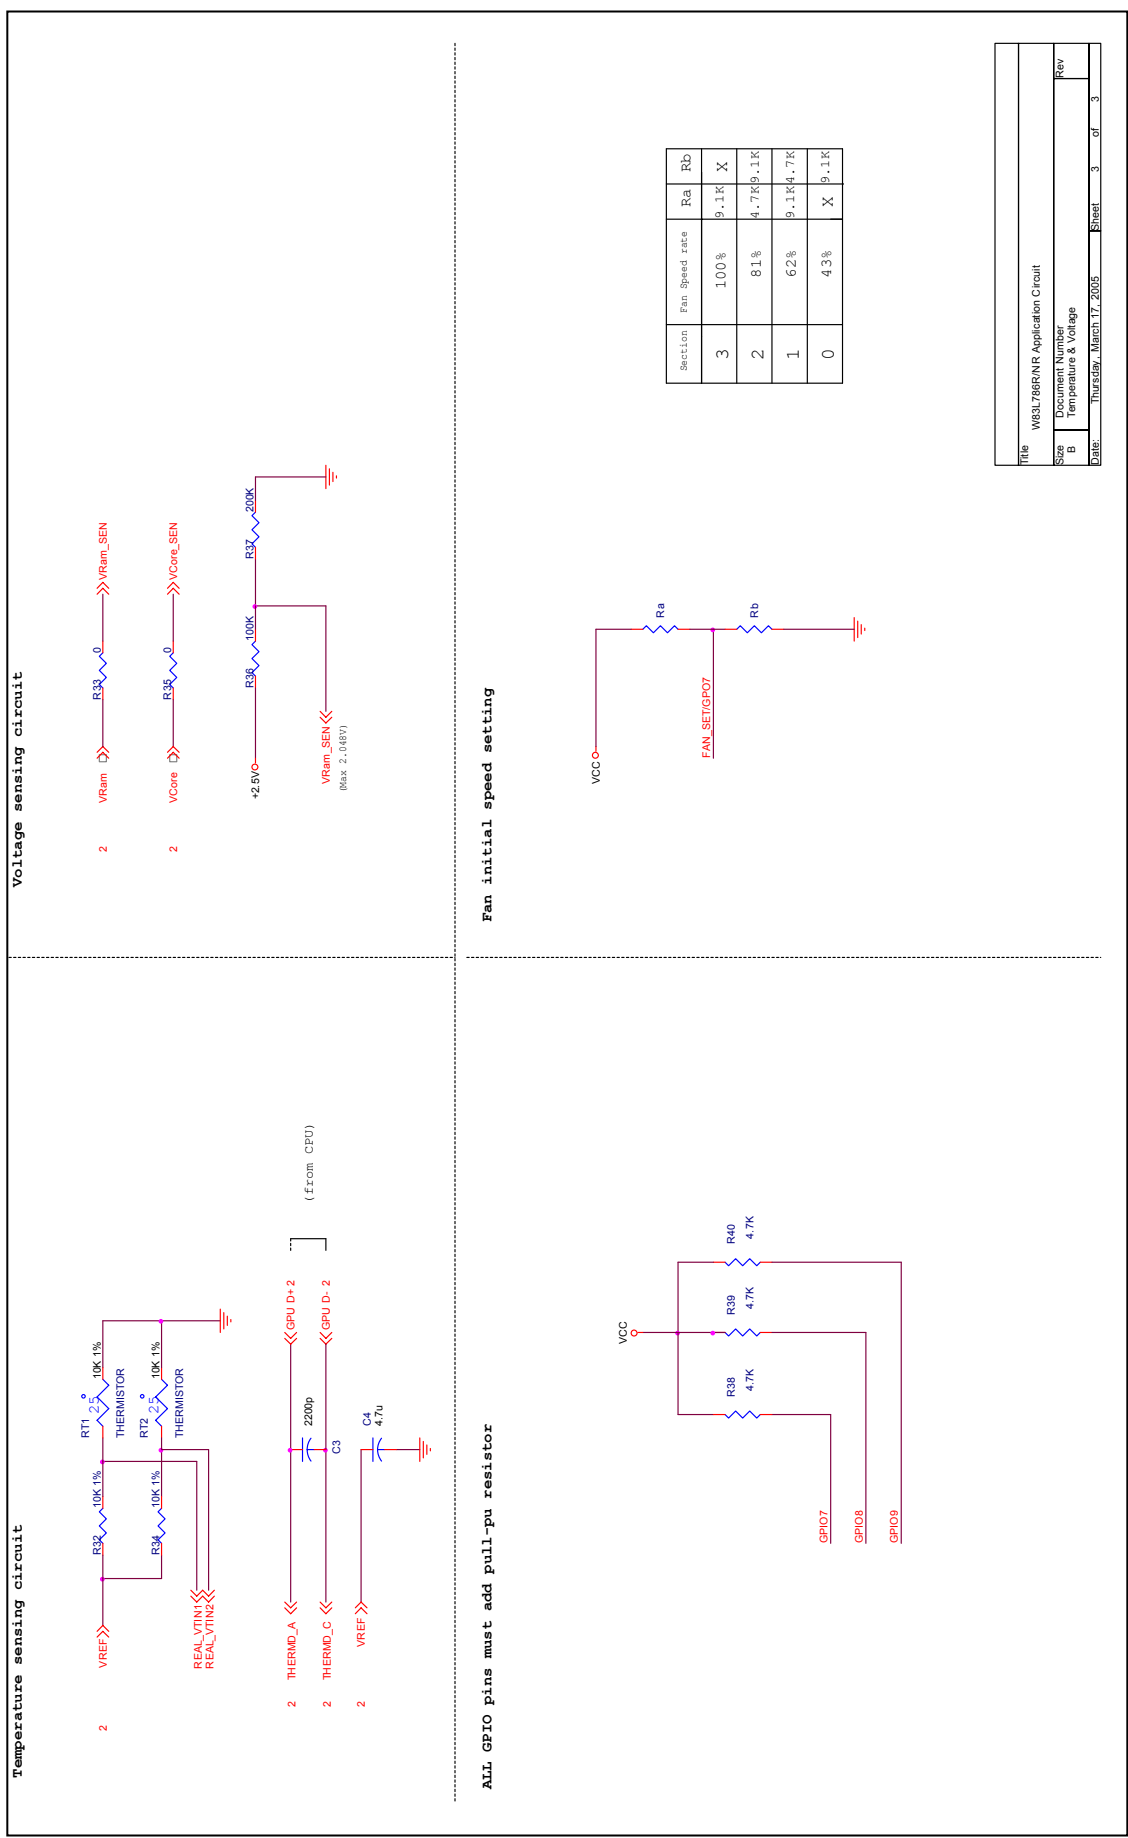 Temperature sensing circuit
2
VREF
R32
10K 1%
RT1
25
10K 1%
THERMISTOR
R34
10K 1%
RT2
25
10K 1%
THERMISTOR
REAL_VTIN1
REAL_VTIN2
2
THERMD_A
GPU D+ 2
2
THERMD_C
GPU D- 2
2200p
C3
(from CPU)
2
VREF
C4
4.7u
Voltage sensing circuit
2
VRam
R33
0
VRam_SEN
2
VCore
R35
0
VCore_SEN
+2.5V
R36
100K
R37
200K
VRam_SEN
(Max 2.048V)
ALL GPIO pins must add pull-pu resistor
VCC
R38
4.7K
R39
4.7K
R40
4.7K
GPIO7
GPIO8
GPIO9
Fan initial speed setting
VCC
Ra
FAN_SET/GPO7
Rb
Section Fan Speed rate Ra Rb
3 100% 9.1K X
2 81% 4.7K 9.1K
1 62% 9.1K 4.7K
0 43% X 9.1K
Title
W83L786R/NR Application Circuit
Size Document Number Rev
B Temperature & Voltage
Date: Thursday, March 17, 2005 Sheet 3 of 3